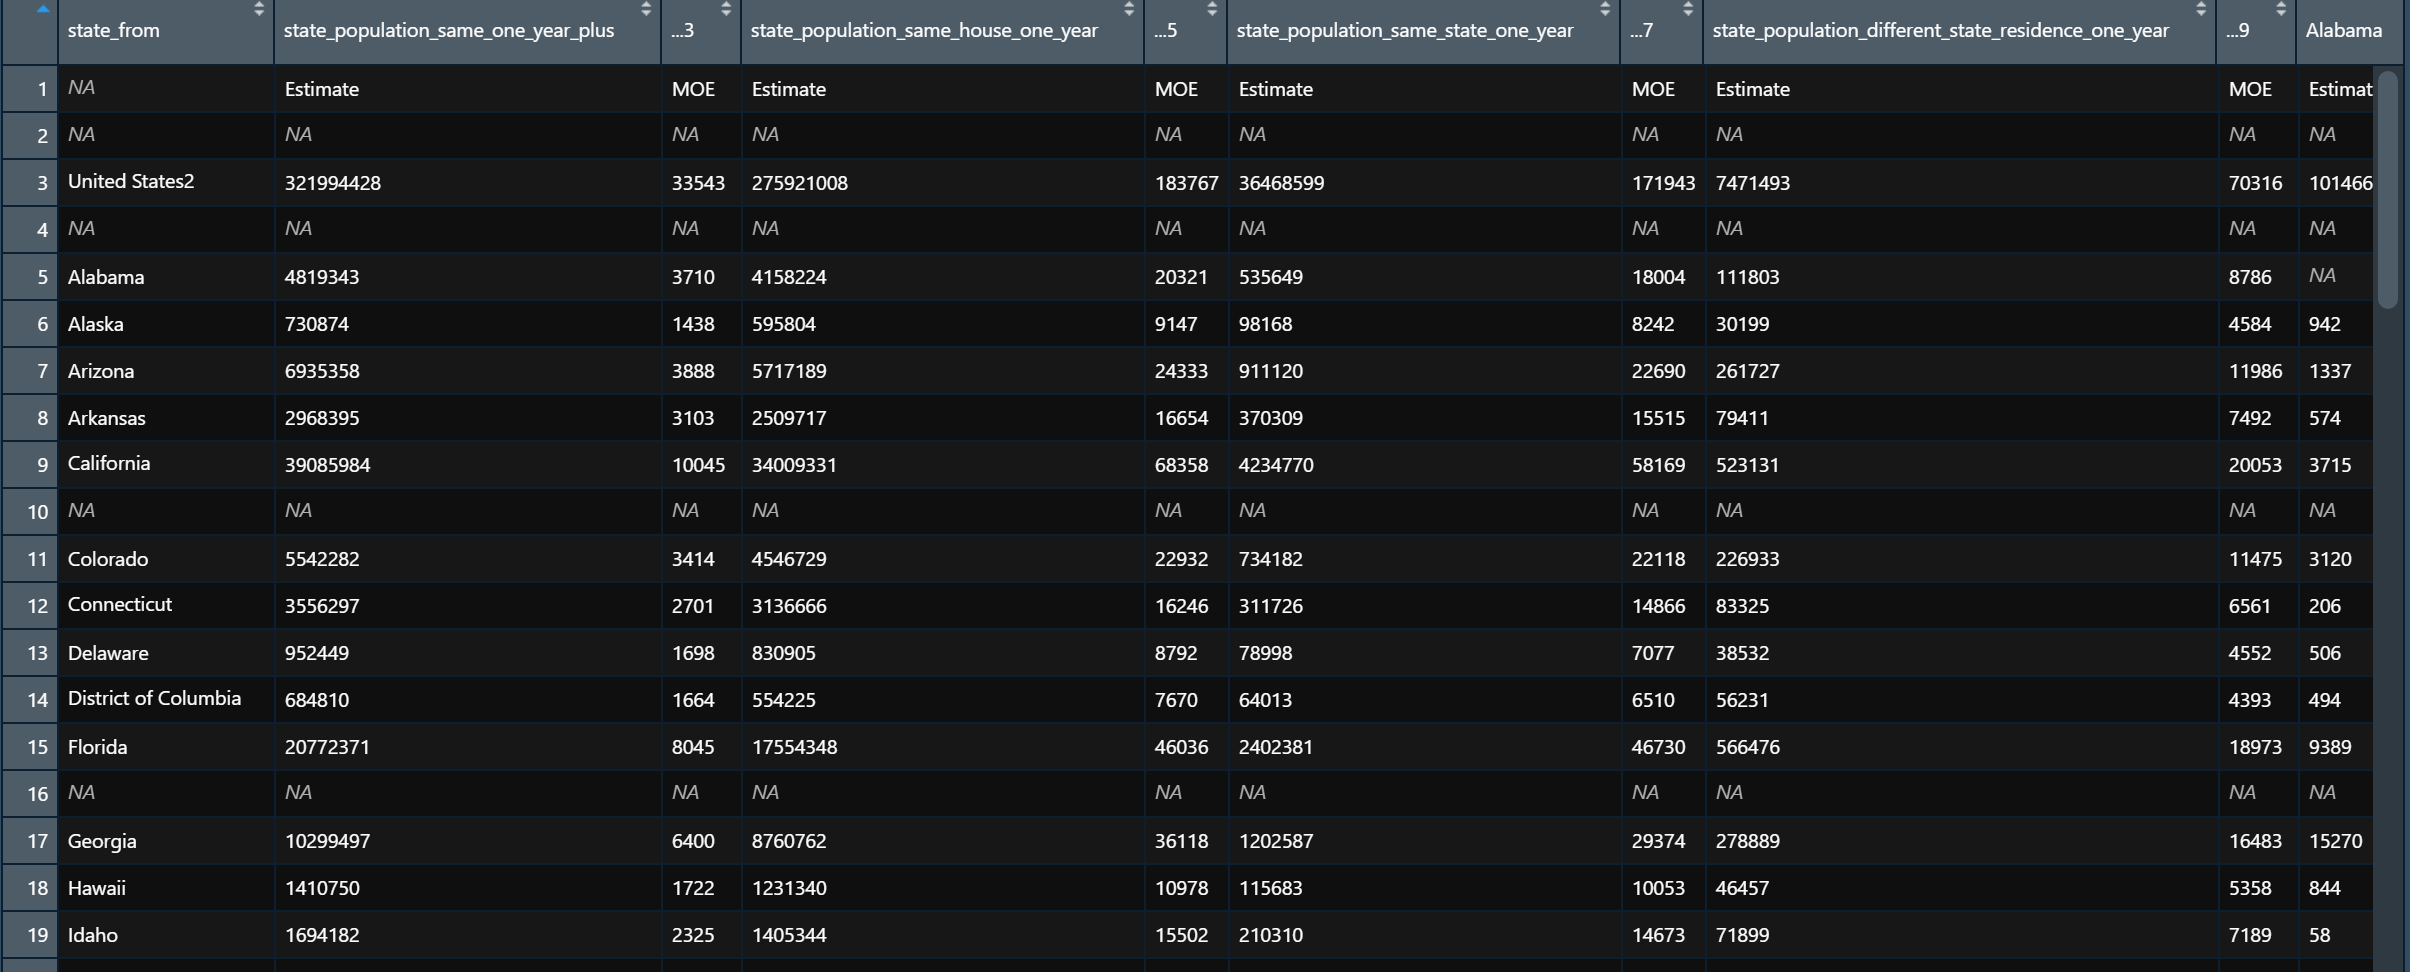 state_from state_population_same_one_year_plus ...3 state_population_same_house_one_year ...5 state_population_same_state_one_year ...7 state_population_different_state_residence_one_year ...9 Alabama
1 NA Estimate MOE Estimate MOE Estimate MOE Estimate MOE Estimat
2 NA NA NA NA NA NA NA NA NA NA
3 United States2 321994428 33543 275921008 183767 36468599 171943 7471493 70316 101466
4 NA NA NA NA NA NA NA NA NA NA
5 Alabama 4819343 3710 4158224 20321 535649 18004 111803 8786 NA
6 Alaska 730874 1438 595804 9147 98168 8242 30199 4584 942
7 Arizona 6935358 3888 5717189 24333 911120 22690 261727 11986 1337
8 Arkansas 2968395 3103 2509717 16654 370309 15515 79411 7492 574
9 California 39085984 10045 34009331 68358 4234770 58169 523131 20053 3715
10 NA NA NA NA NA NA NA NA NA NA
11 Colorado 5542282 3414 4546729 22932 734182 22118 226933 11475 3120
12 Connecticut 3556297 2701 3136666 16246 311726 14866 83325 6561 206
13 Delaware 952449 1698 830905 8792 78998 7077 38532 4552 506
14 District of Columbia 684810 1664 554225 7670 64013 6510 56231 4393 494
15 Florida 20772371 8045 17554348 46036 2402381 46730 566476 18973 9389
16 NA NA NA NA NA NA NA NA NA NA
17 Georgia 10299497 6400 8760762 36118 1202587 29374 278889 16483 15270
18 Hawaii 1410750 1722 1231340 10978 115683 10053 46457 5358 844
19 Idaho 1694182 2325 1405344 15502 210310 14673 71899 7189 58